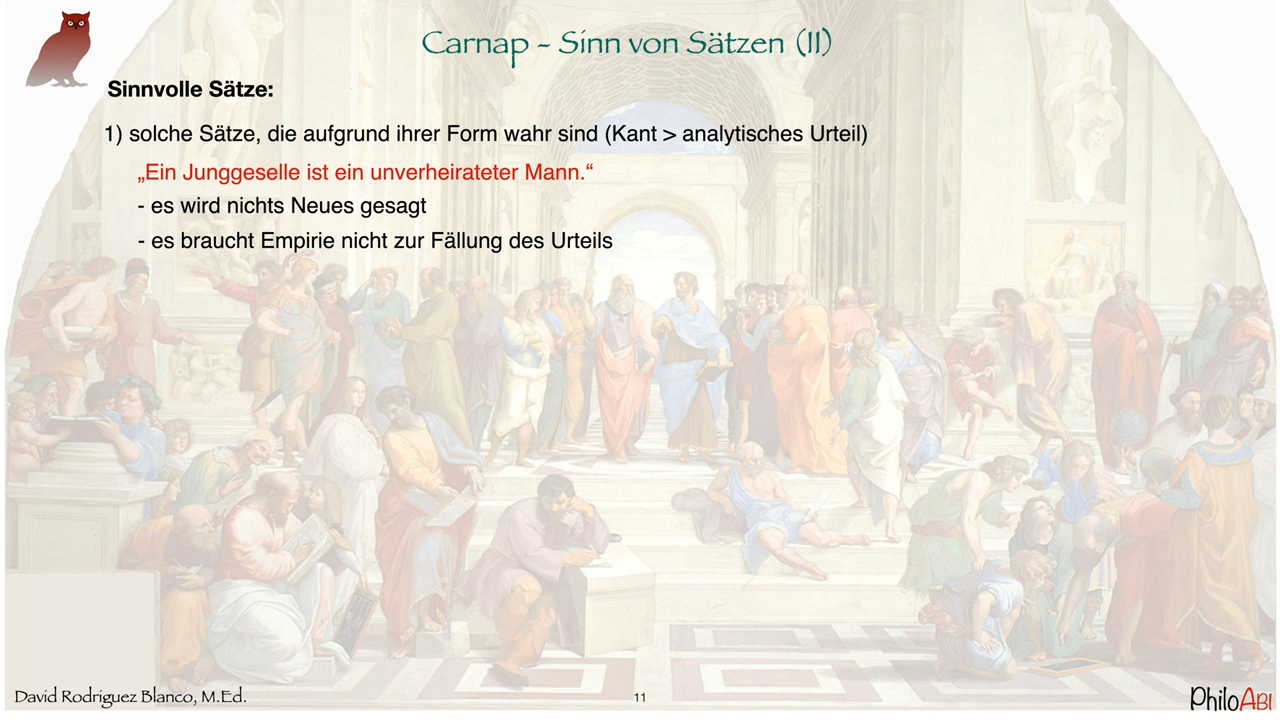 Carnap - Sinn von Sätzen (II)
Sinnvolle Sätze:
1) solche Sätze, die aufgrund ihrer Form wahr sind (Kant > analytisches Urteil)
„Ein Junggeselle ist ein unverheirateter Mann.“
- es wird nichts Neues gesagt
- es braucht Empirie nicht zur Fällung des Urteils
David Rodríguez Blanco, M.Ed.
11
PhiloABI